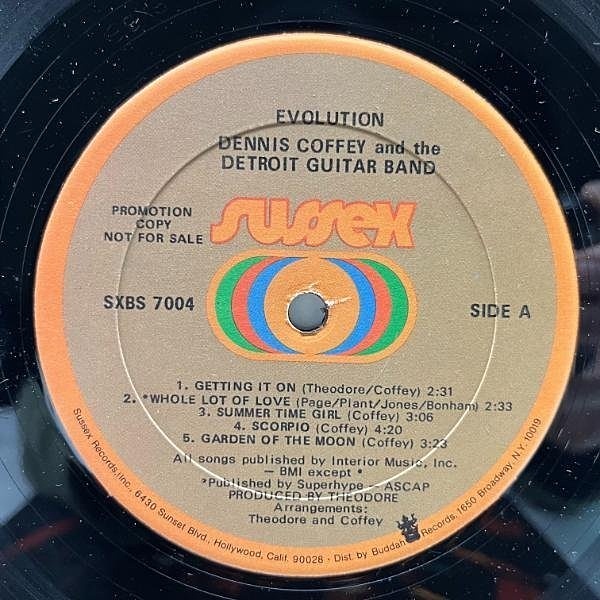 EVOLUTION
DENNIS COFFEY and the
DETROIT GUITAR BAND
PROMOTION
COPY
NOT FOR SALE
sussex
SXBS 7004
SIDE A
1. GETTING IT ON (Theodore/Coffey) 2:31
2. *WHOLE LOT OF LOVE (Page/Plant/Jones/Bonham) 2:33
3. SUMMER TIME GIRL (Coffey) 3:06
4. SCORPIO (Coffey) 4:20
5. GARDEN OF THE MOON (Coffey) 3:23
All songs published by Interior Music, Inc.
— BMI except *
*Published by Superhype — ASCAP
PRODUCED BY THEODORE
Arrangements:
Theodore and Coffey
Sussex Records, Inc. - 6430 Sunset Blvd., Hollywood, Calif. 90028 - Dist. by Buddah Records, 1650 Broadway, N.Y. 10019